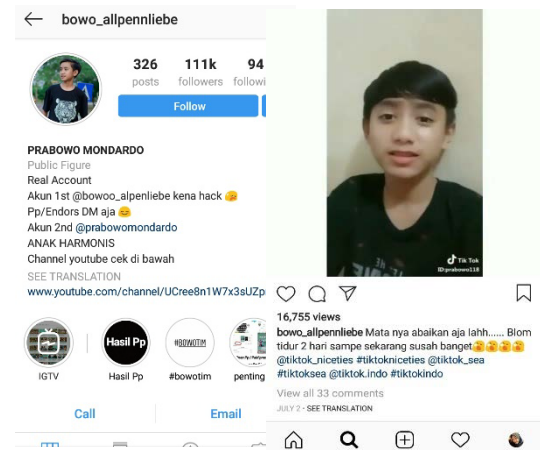 bowo_allpennliebe
326 111k 94
posts followers followi
Follow
PRABOWO MONDARDO
Public Figure
Real Account
Akun 1st @bowoo_alpenliebe kena hack
Pp/Endors DM aja
Akun 2nd @prabowomondardo
ANAK HARMONIS
Channel youtube cek di bawah
SEE TRANSLATION
www.youtube.com/channel/UCree8n1W7x3sUZp
Hasil Pp
#BOWOTIM
IGTV Hasil Pp #bowotim penting
Call Email
Tik Tok
ID:prabowo118
16,755 views
bowo_allpennliebe Mata nya abaikan aja lahh...... Blom
tidur 2 hari sampe sekarang susah banget
@tiktok_niceties #tiktokniceties @tiktok_sea
#tiktoksea @tiktok.indo #tiktokindo
View all 33 comments
JULY 2 • SEE TRANSLATION